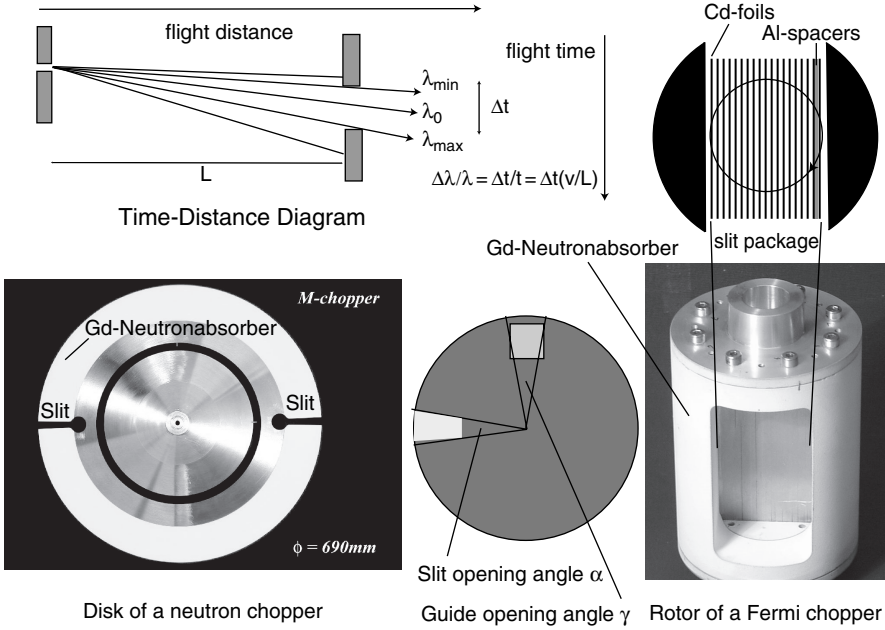 flight distance
flight time
λmin
λ0
λmax
Δt
L
Δλ/λ = Δt/t = Δt(v/L)
Time-Distance Diagram
Cd-foils
Al-spacers
slit package
Gd-Neutronabsorber
M-chopper
Gd-Neutronabsorber
Slit
Slit
ϕ = 690mm
Slit opening angle α
Guide opening angle γ
Disk of a neutron chopper
Rotor of a Fermi chopper